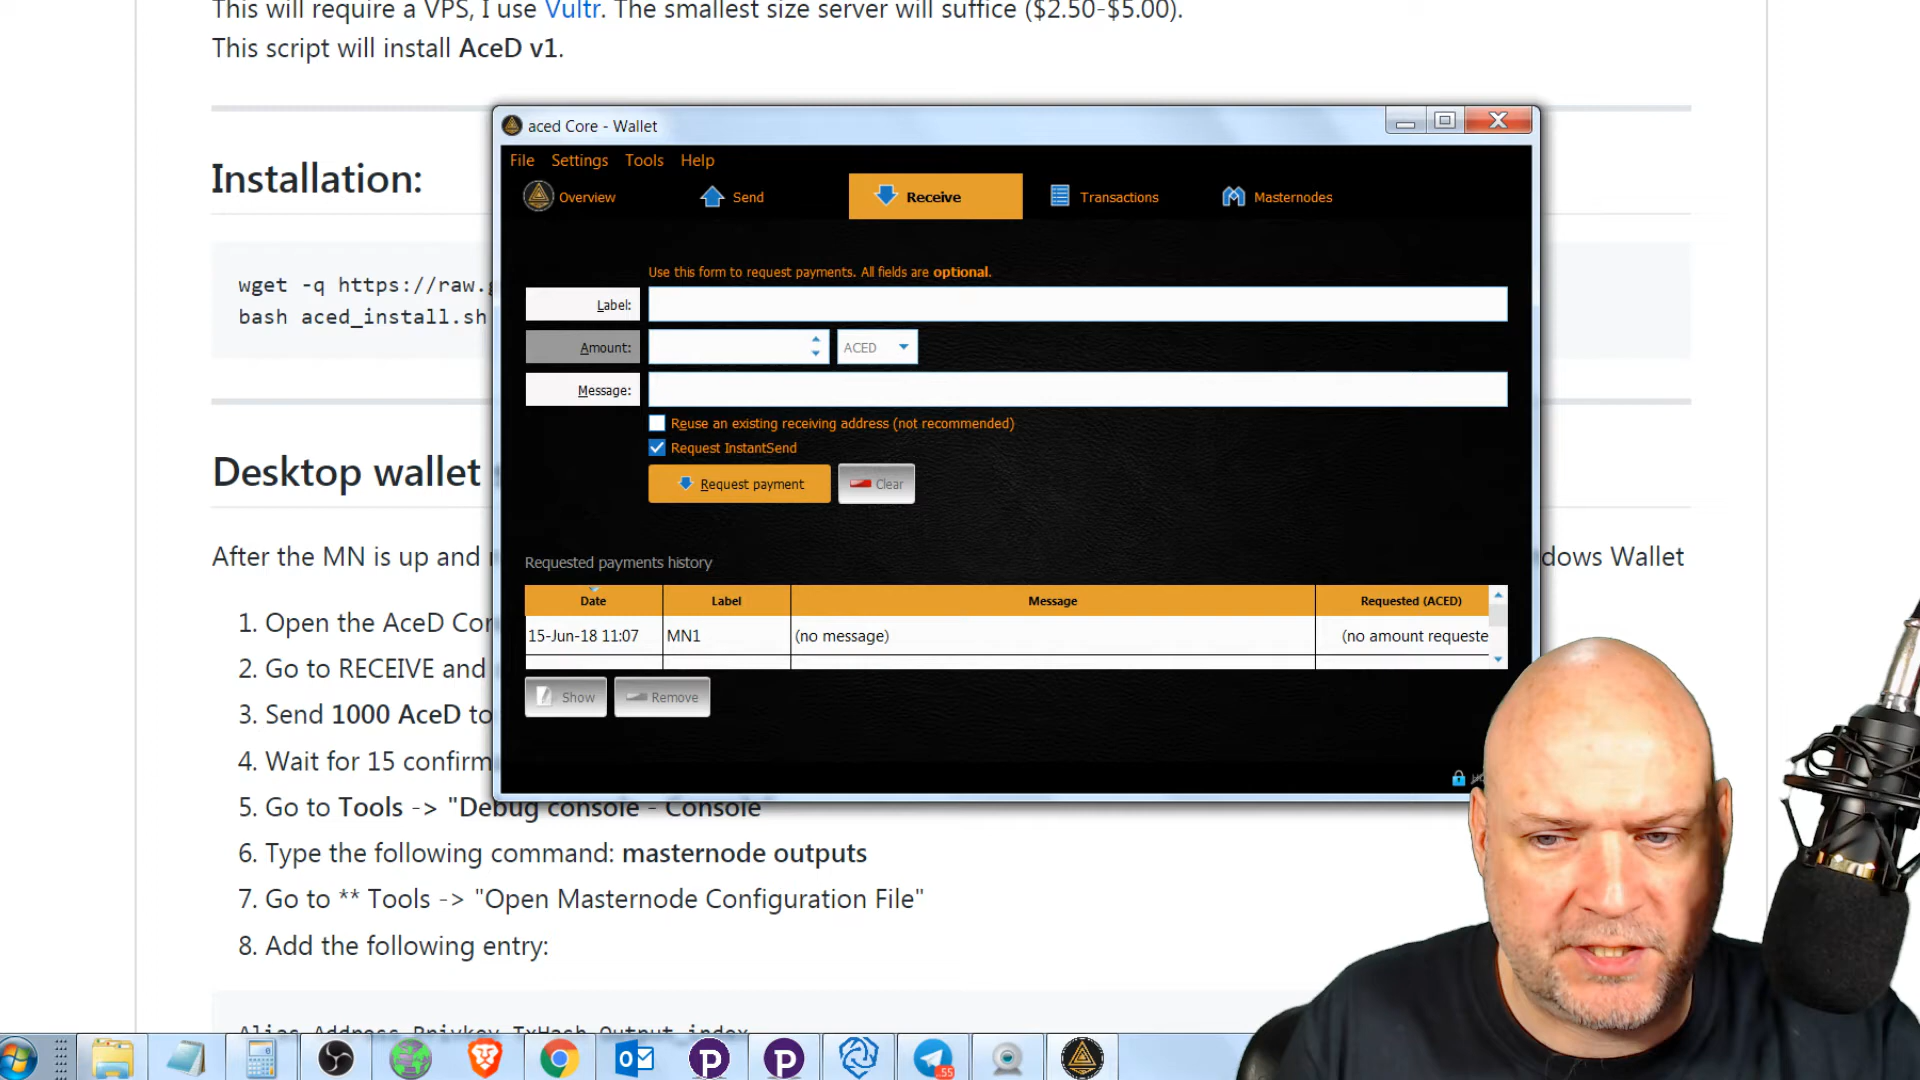 This will require a VPS, I use Vultr. The smallest size server will suffice ($2.50-$5.00).
This script will install AceD v1.
aced Core - Wallet
File Settings Tools Help
Overview Send Receive Transactions Masternodes
Installation:
Use this form to request payments. All fields are optional.
wget -q https://raw.
Label:
bash aced_install.sh
Amount: ACED
Message:
Reuse an existing receiving address (not recommended)
Request InstantSend
Desktop wallet
Request payment Clear
After the MN is up and
Requested payments history
dows Wallet
Date Label Message Requested (ACED)
1. Open the AceD Cor
15-Jun-18 11:07 MN1 (no message) (no amount requeste
2. Go to RECEIVE and
Show Remove
3. Send 1000 AceD to
4. Wait for 15 confirm
5. Go to Tools -> "Debug console - Console"
6. Type the following command: masternode outputs
7. Go to ** Tools -> "Open Masternode Configuration File"
8. Add the following entry:
Alias Address Privkey TxHash Output_index
55